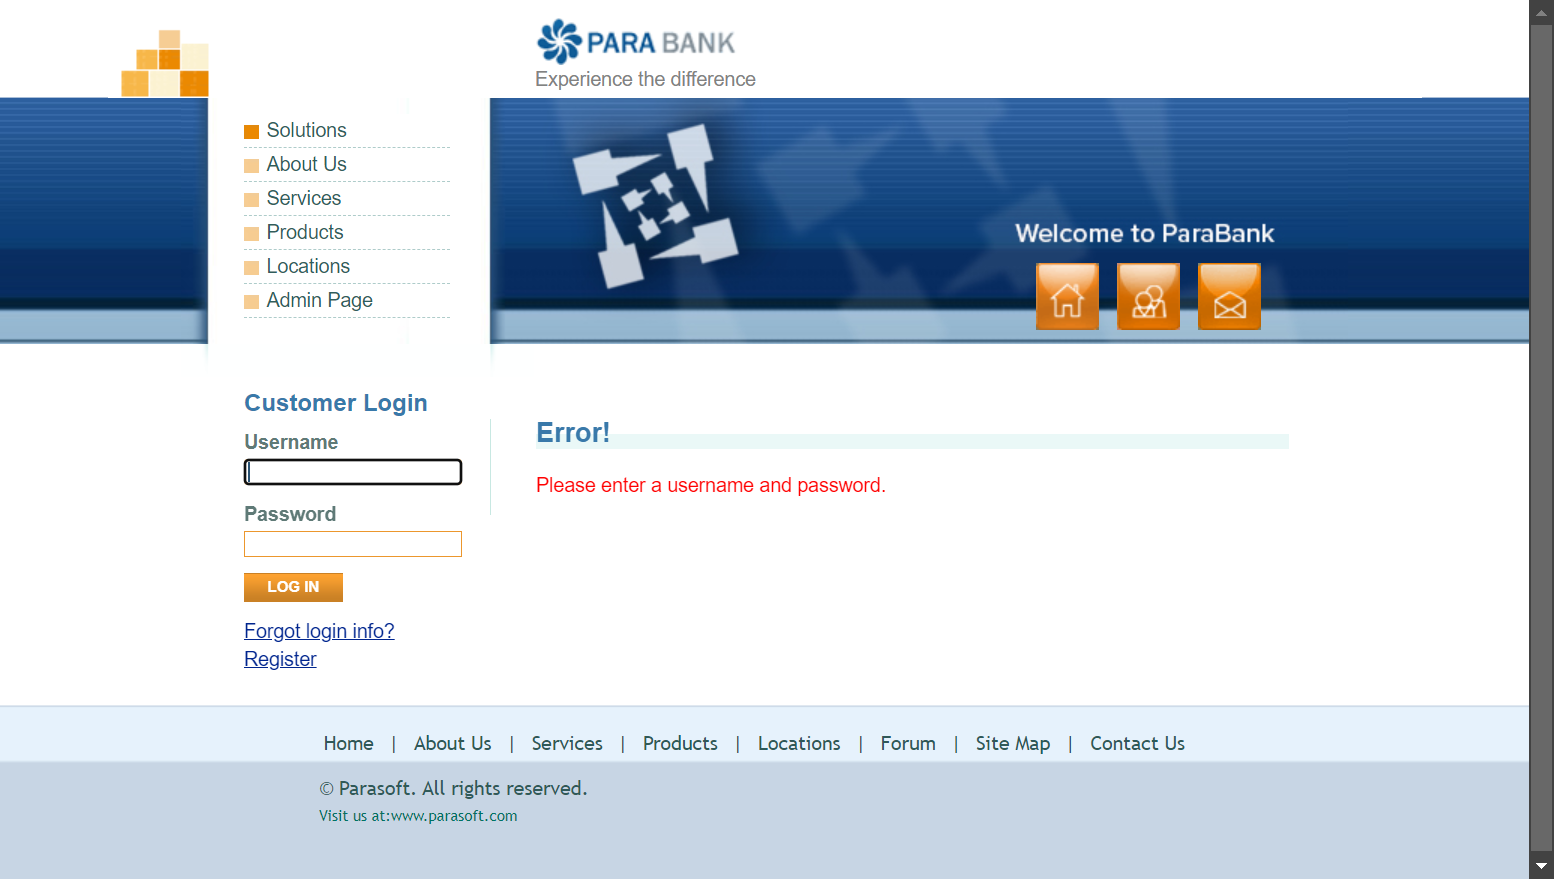 PARA BANK
Experience the difference
Solutions
About Us
Services
Products
Locations
Admin Page
Welcome to ParaBank
Customer Login
Username
Password
LOG IN
Forgot login info?
Register
Error!
Please enter a username and password.
Home | About Us | Services | Products | Locations | Forum | Site Map | Contact Us
© Parasoft. All rights reserved.
Visit us at:www.parasoft.com